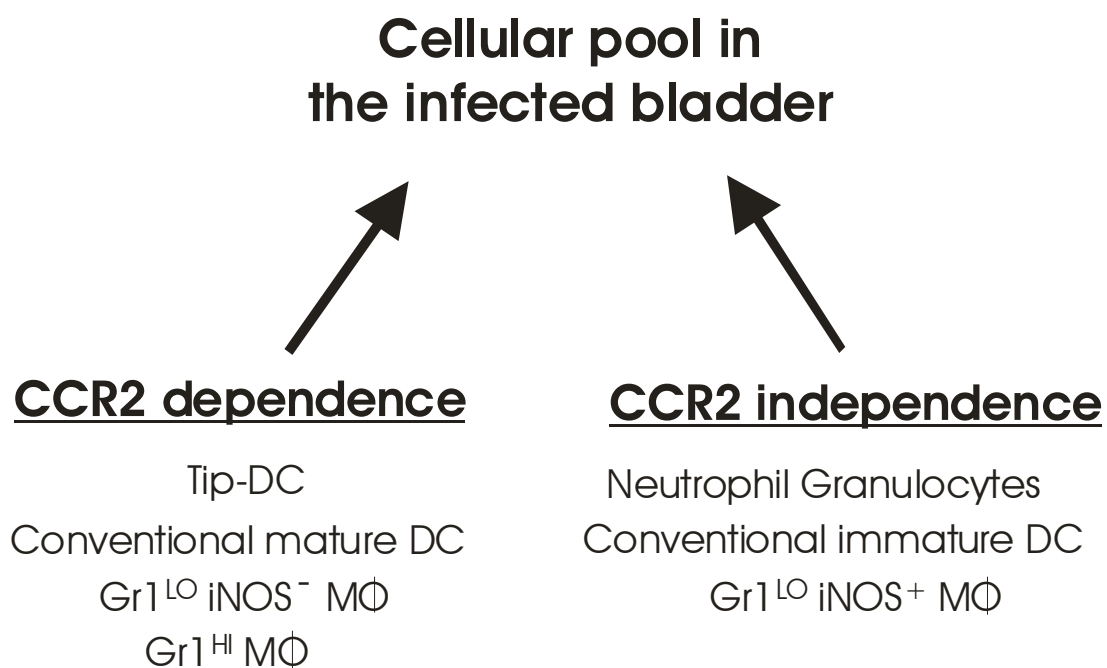 Cellular pool in
the infected bladder
CCR2 dependence
Tip-DC
Conventional mature DC
Gr1ᴸᴼ iNOS⁻ MΦ
Gr1ᴴᴵ MΦ
CCR2 independence
Neutrophil Granulocytes
Conventional immature DC
Gr1ᴸᴼ iNOS⁺ MΦ